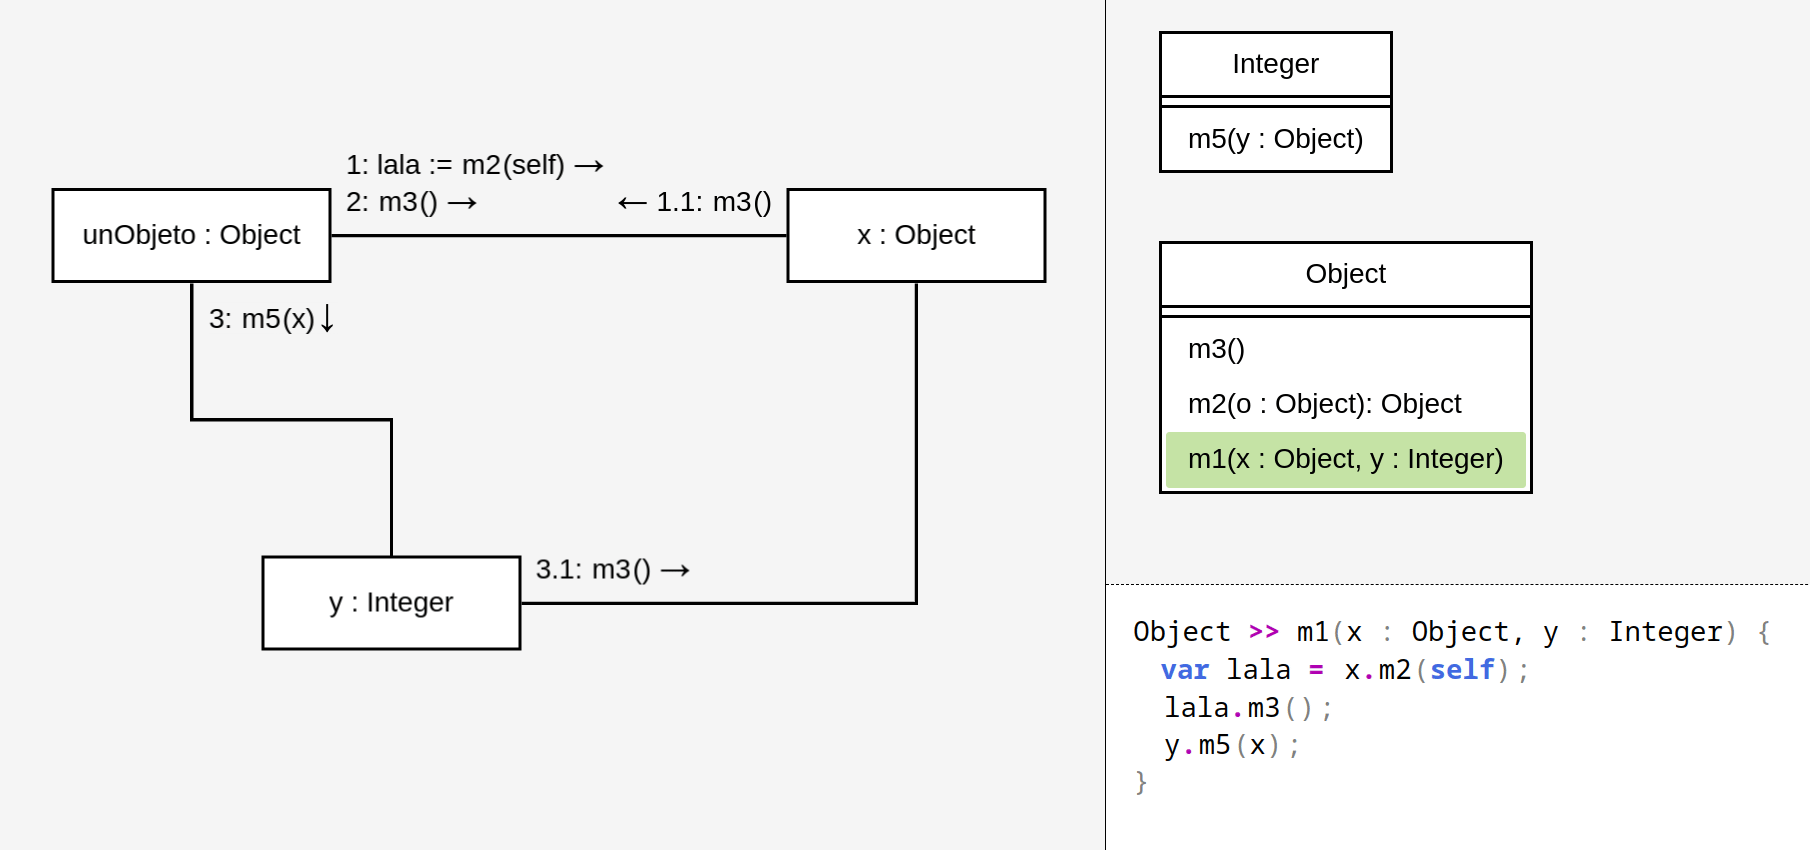 1: lala := m2(self) →
2: m3() →
← 1.1: m3()
unObjeto : Object
x : Object
3: m5(x) ↓
3.1: m3() →
y : Integer
Integer
m5(y : Object)
Object
m3()
m2(o : Object): Object
m1(x : Object, y : Integer)
Object >> m1(x : Object, y : Integer) {
var lala = x.m2(self);
lala.m3();
y.m5(x);
}